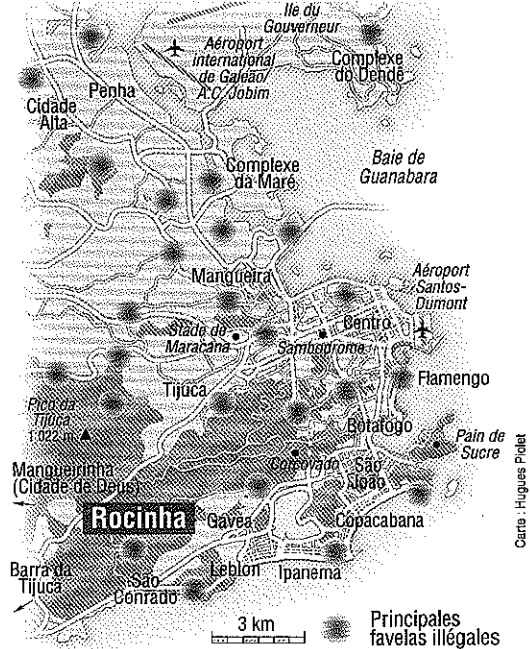 Ile du
Gouverneur
Aéroport
international
de Galeão/
A.C. Jobim
Complexe
do Dendê
Penha
Cidade
Alta
Complexe
da Maré
Baie de
Guanabara
Mangueira
Aéroport
Santos-
Dumont
Stade de
Maracana
Centro
Sambodrome
Tijuca
Flamengo
Pico da
Tijuca
1 022 m
Botafogo
Pain de
Sucre
Corcovado
São
Mangueirinha
(Cidade de Deus)
Rocinha
Gavea
Copacabana
Barra da
Tijuca
São
Conrado
Leblon
Ipanema
3 km
Principales
favelas illégales
Carte : Hugues Piolet